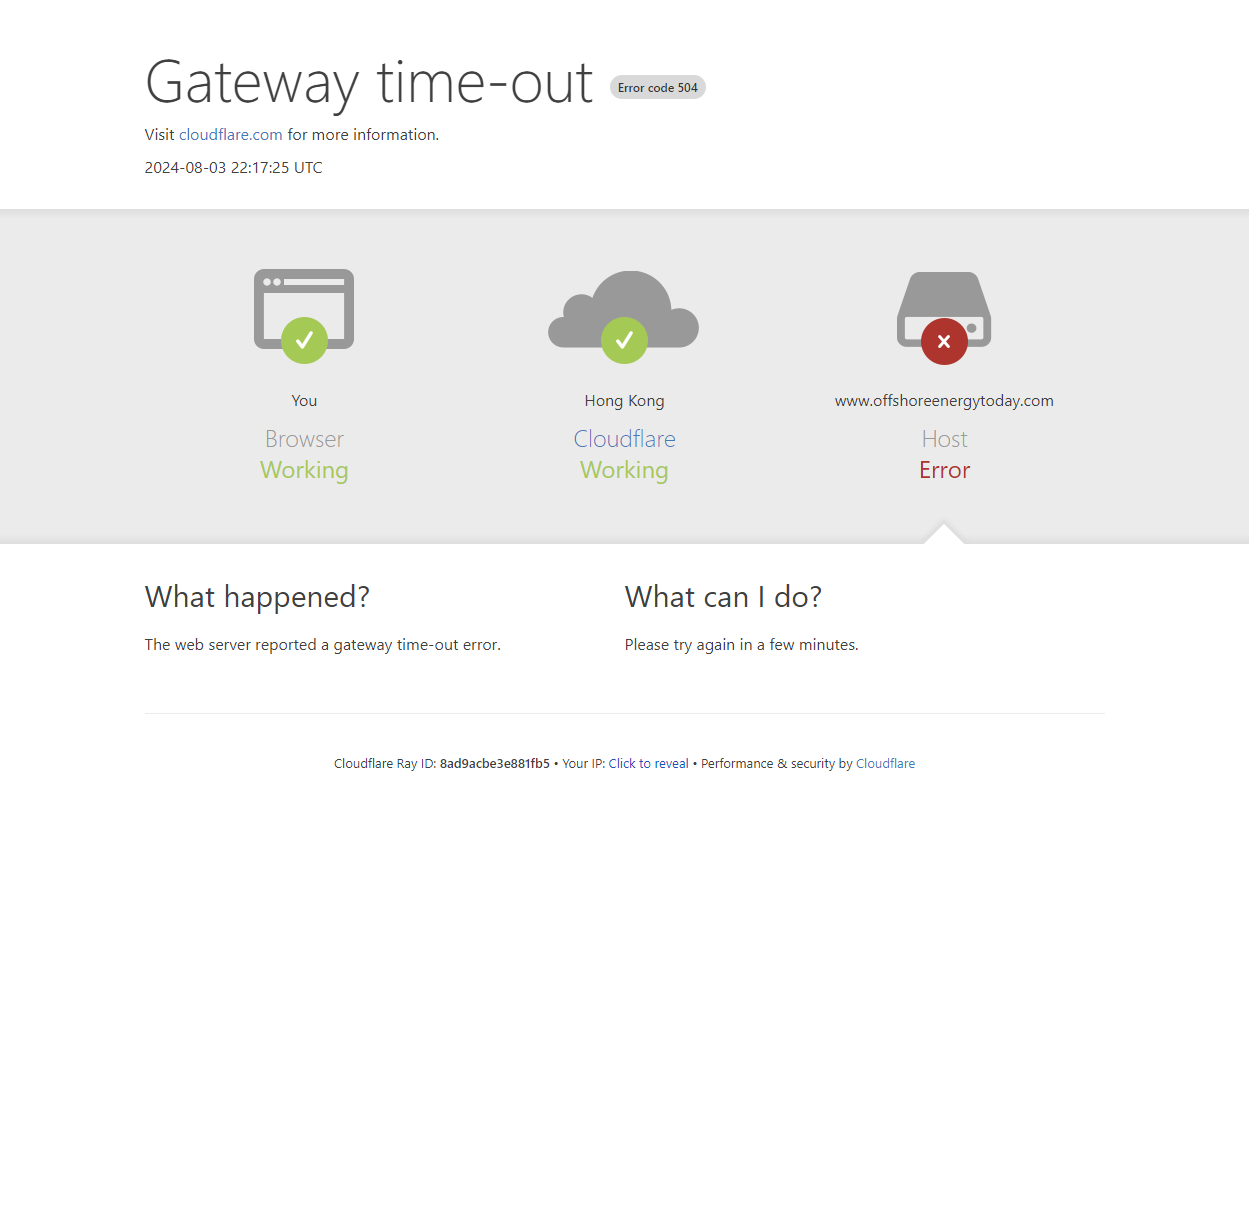 Gateway time-out Error code 504
Visit cloudflare.com for more information.
2024-08-03 22:17:25 UTC
You
Browser
Working
Hong Kong
Cloudflare
Working
www.offshoreenergytoday.com
Host
Error
What happened?
The web server reported a gateway time-out error.
What can I do?
Please try again in a few minutes.
Cloudflare Ray ID: 8ad9acbe3e881fb5 • Your IP: Click to reveal • Performance & security by Cloudflare